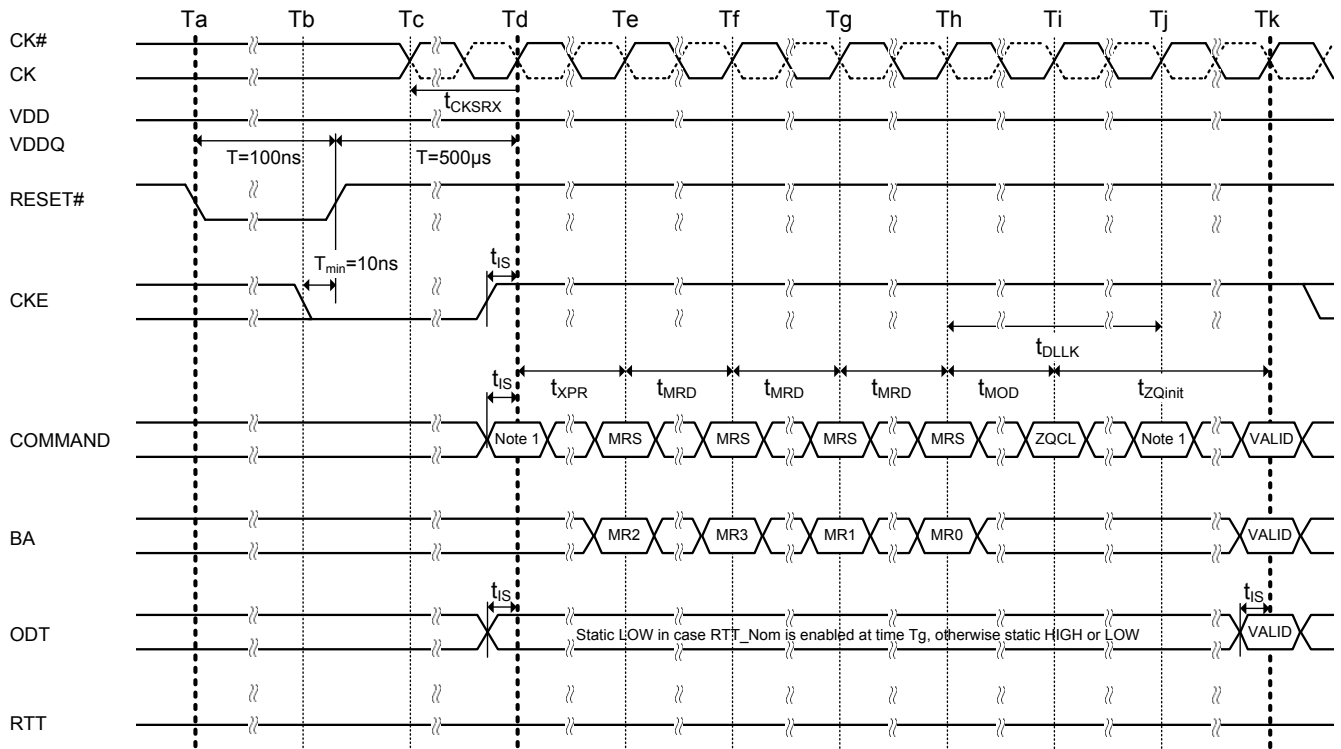 Ta Tb Tc Td Te Tf Tg Th Ti Tj Tk
CK#
CK
tCKSRX
VDD
VDDQ
T=100ns T=500µs
RESET#
Tmin=10ns tIS
CKE
tDLLK
tIS tXPR tMRD tMRD tMRD tMOD tZQinit
COMMAND Note 1 MRS MRS MRS MRS ZQCL Note 1 VALID
BA MR2 MR3 MR1 MR0 VALID
tIS tIS
ODT Static LOW in case RTT_Nom is enabled at time Tg, otherwise static HIGH or LOW VALID
RTT